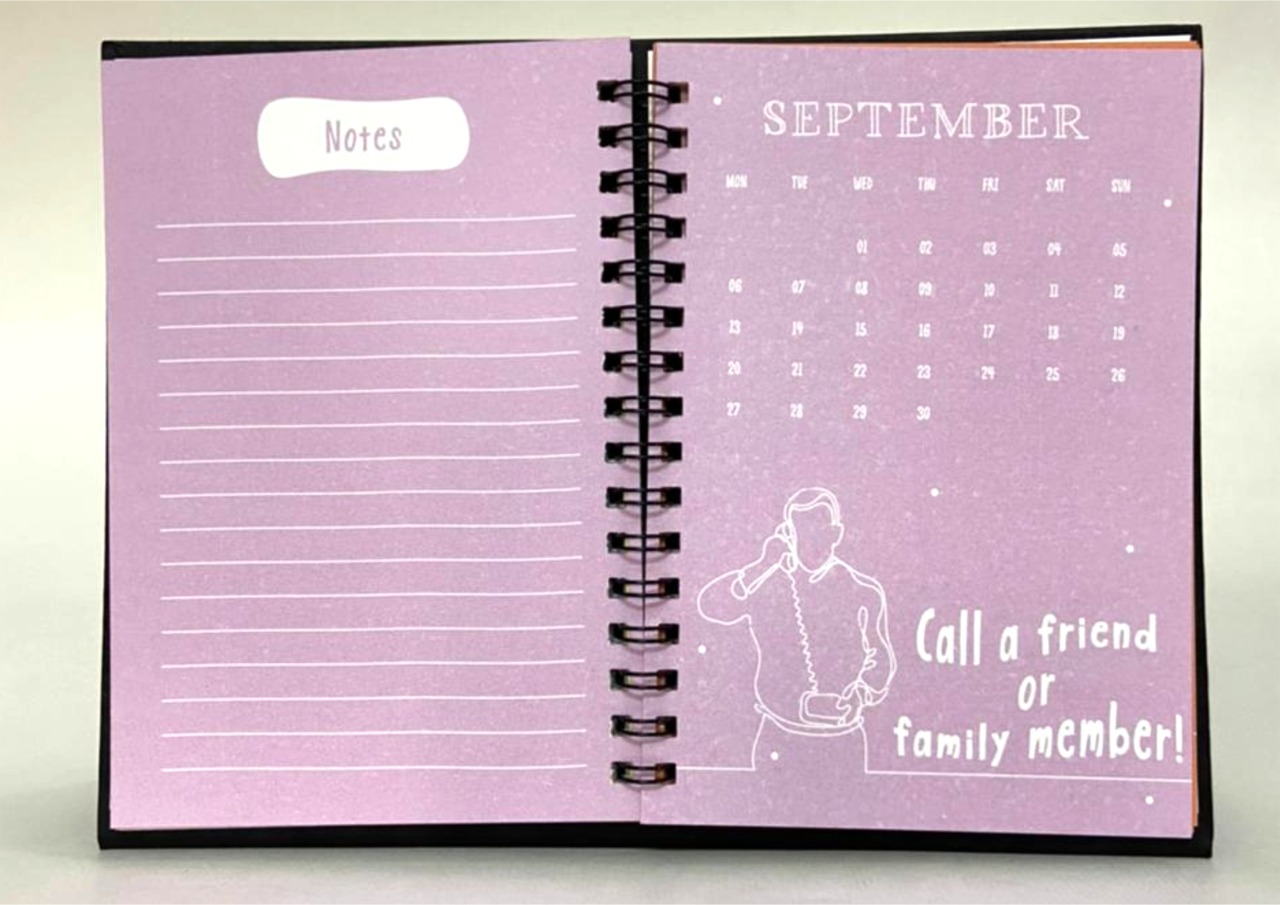 Notes
SEPTEMBER
MON TUE WED THU FRI SAT SUN
01 02 03 04 05
06 07 08 09 10 11 12
13 14 15 16 17 18 19
20 21 22 23 24 25 26
27 28 29 30
Call a friend
or
family member!